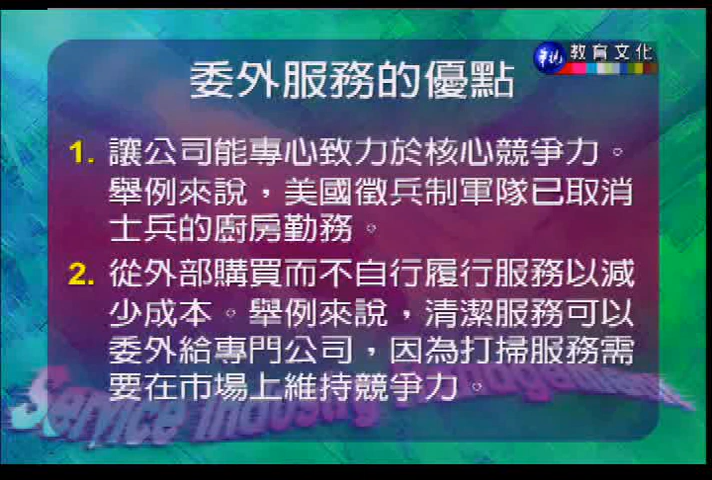 華視 教育文化
委外服務的優點
1. 讓公司能專心致力於核心競爭力。
舉例來說，美國徵兵制軍隊已取消
士兵的廚房勤務。
2. 從外部購買而不自行履行服務以減
少成本。舉例來說，清潔服務可以
委外給專門公司，因為打掃服務需
要在市場上維持競爭力。
Service Industry Management